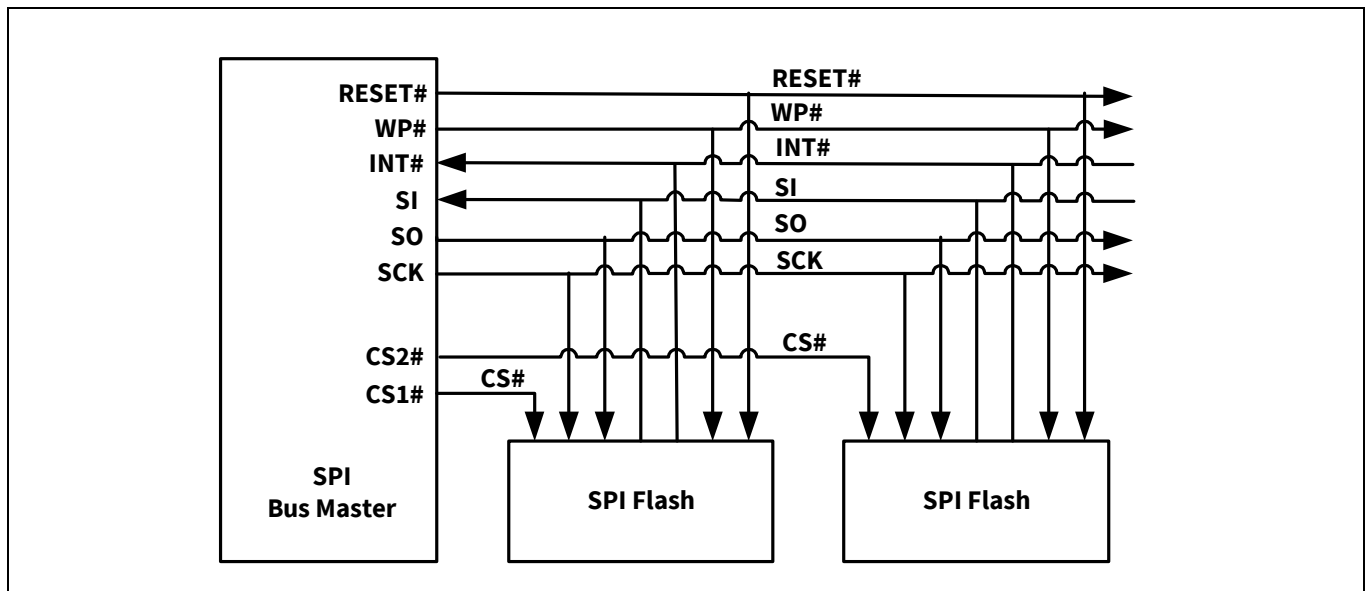 RESET#
RESET#
WP#
WP#
INT#
INT#
SI
SI
SO
SO
SCK
SCK
CS2#
CS#
CS1#
CS#
SPI
Bus Master
SPI Flash
SPI Flash